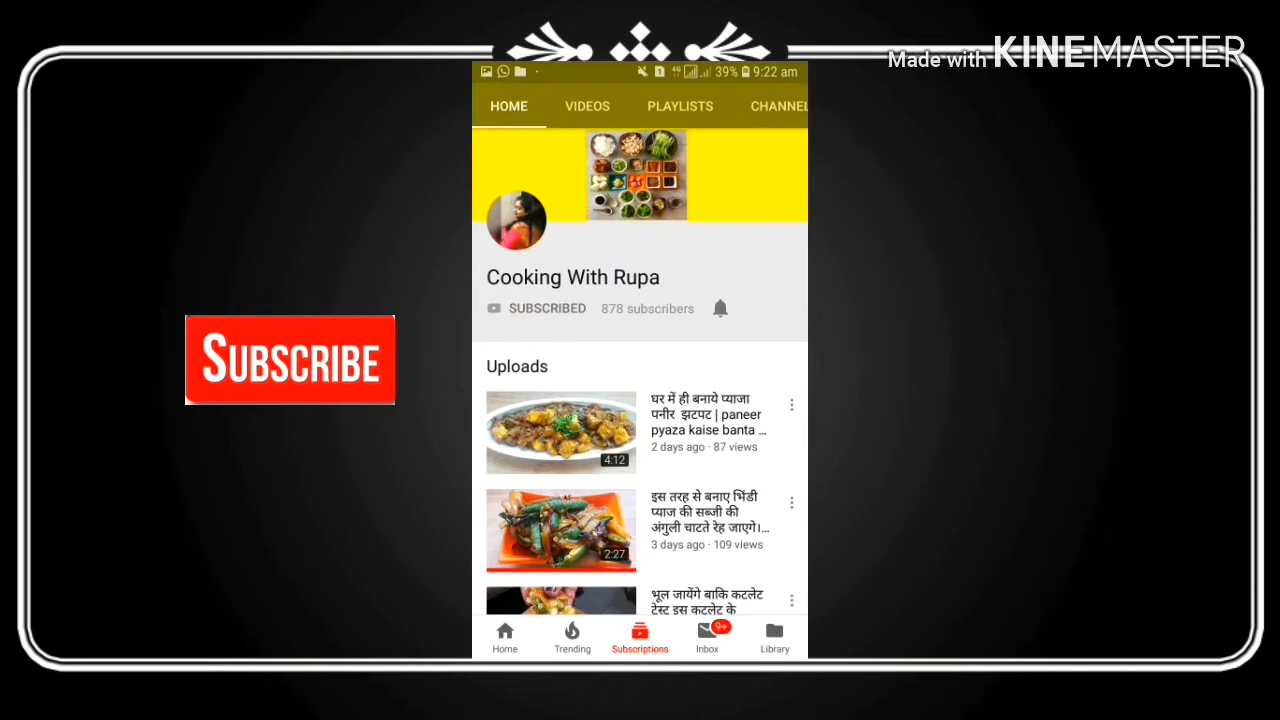 Made with KINEMASTER
39% 9:22 am
HOME VIDEOS PLAYLISTS CHANNEL
Cooking With Rupa
SUBSCRIBED 878 subscribers
SUBSCRIBE
Uploads
घर में ही बनाये प्याजा
पनीर झटपट | paneer
pyaza kaise banta ...
2 days ago · 87 views
4:12
इस तरह से बनाए भिंडी
प्याज की सब्जी की
अंगुली चाटते रेह जाएगे।...
3 days ago · 109 views
2:27
भूल जायेंगे बाकि कटलेट
टेस्ट इस कटलेट के
9+
Home Trending Subscriptions Inbox Library